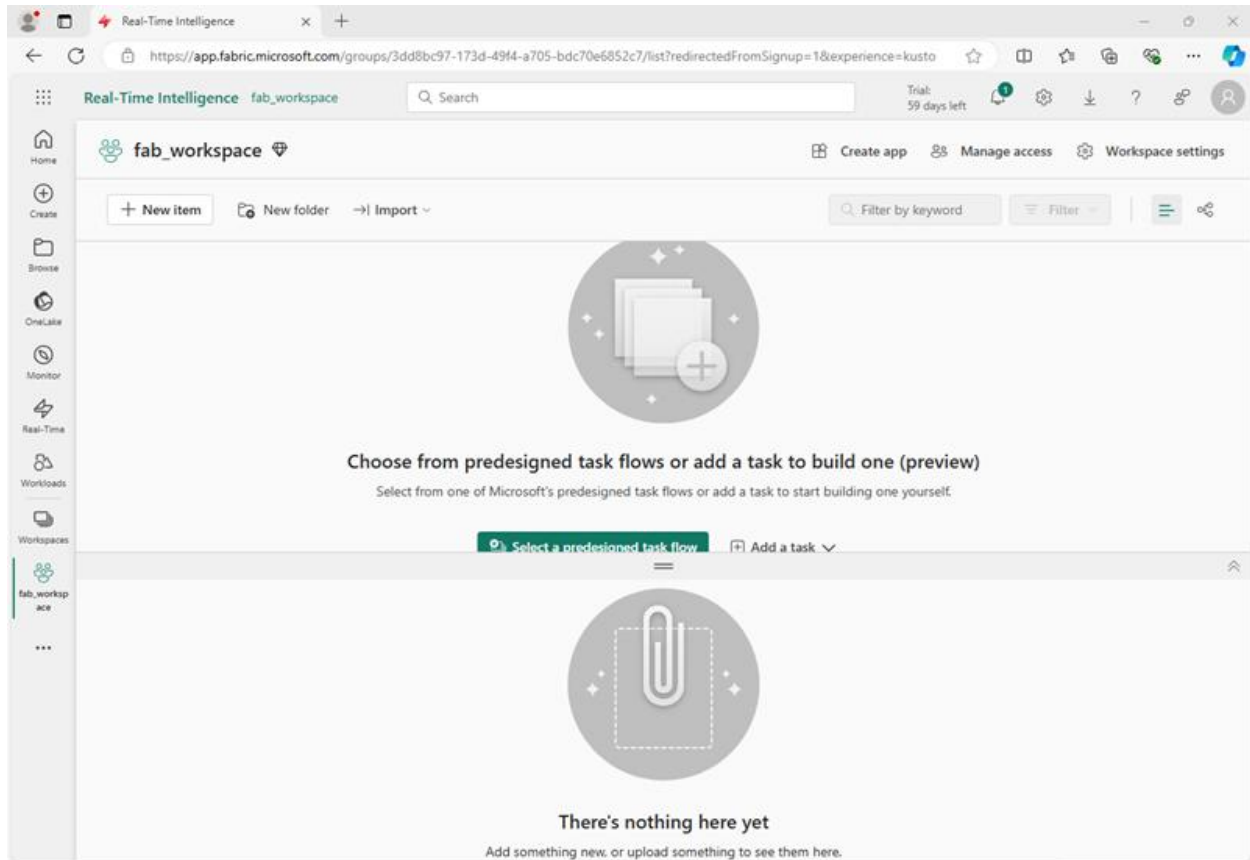 Real-Time Intelligence
https://app.fabric.microsoft.com/groups/3dd8bc97-173d-49f4-a705-bdc70e6852c7/list?redirectedFromSignup=1&experience=kusto
Real-Time Intelligence fab_workspace
Search
Trial:
59 days left
1
Home
fab_workspace
Create app
Manage access
Workspace settings
Create
New item
New folder
Import
Filter by keyword
Filter
Browse
OneLake
Monitor
Real-Time
Workloads
Workspaces
fab_worksp
ace
Choose from predesigned task flows or add a task to build one (preview)
Select from one of Microsoft's predesigned task flows or add a task to start building one yourself.
Select a predesigned task flow
Add a task
There's nothing here yet
Add something new, or upload something to see them here.